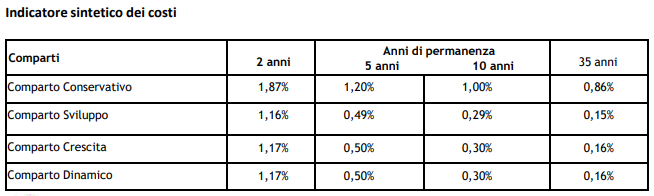 Indicatore sintetico dei costi
Anni di permanenza
Comparti 2 anni 5 anni 10 anni 35 anni
Comparto Conservativo 1,87% 1,20% 1,00% 0,86%
Comparto Sviluppo 1,16% 0,49% 0,29% 0,15%
Comparto Crescita 1,17% 0,50% 0,30% 0,16%
Comparto Dinamico 1,17% 0,50% 0,30% 0,16%